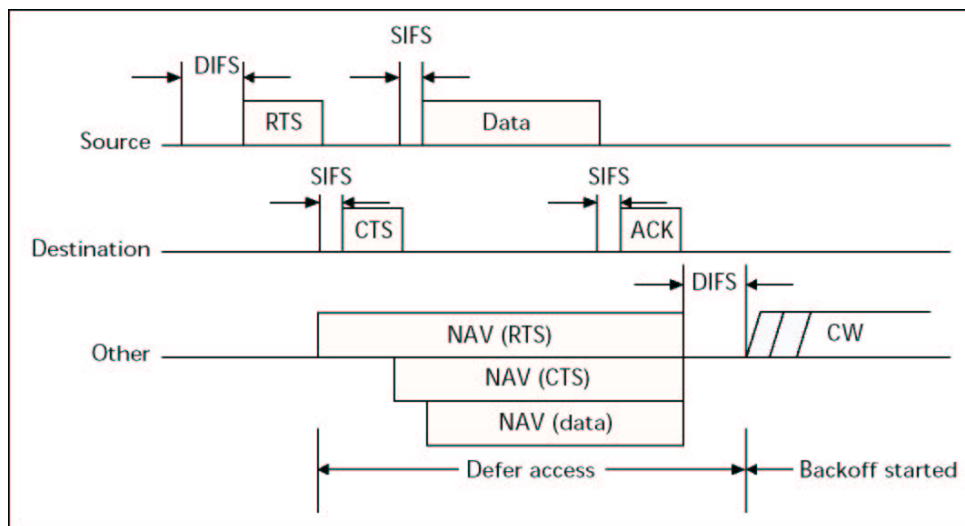 SIFS
DIFS
RTS
Data
Source
SIFS
SIFS
CTS
ACK
Destination
DIFS
NAV (RTS)
CW
Other
NAV (CTS)
NAV (data)
Defer access
Backoff started